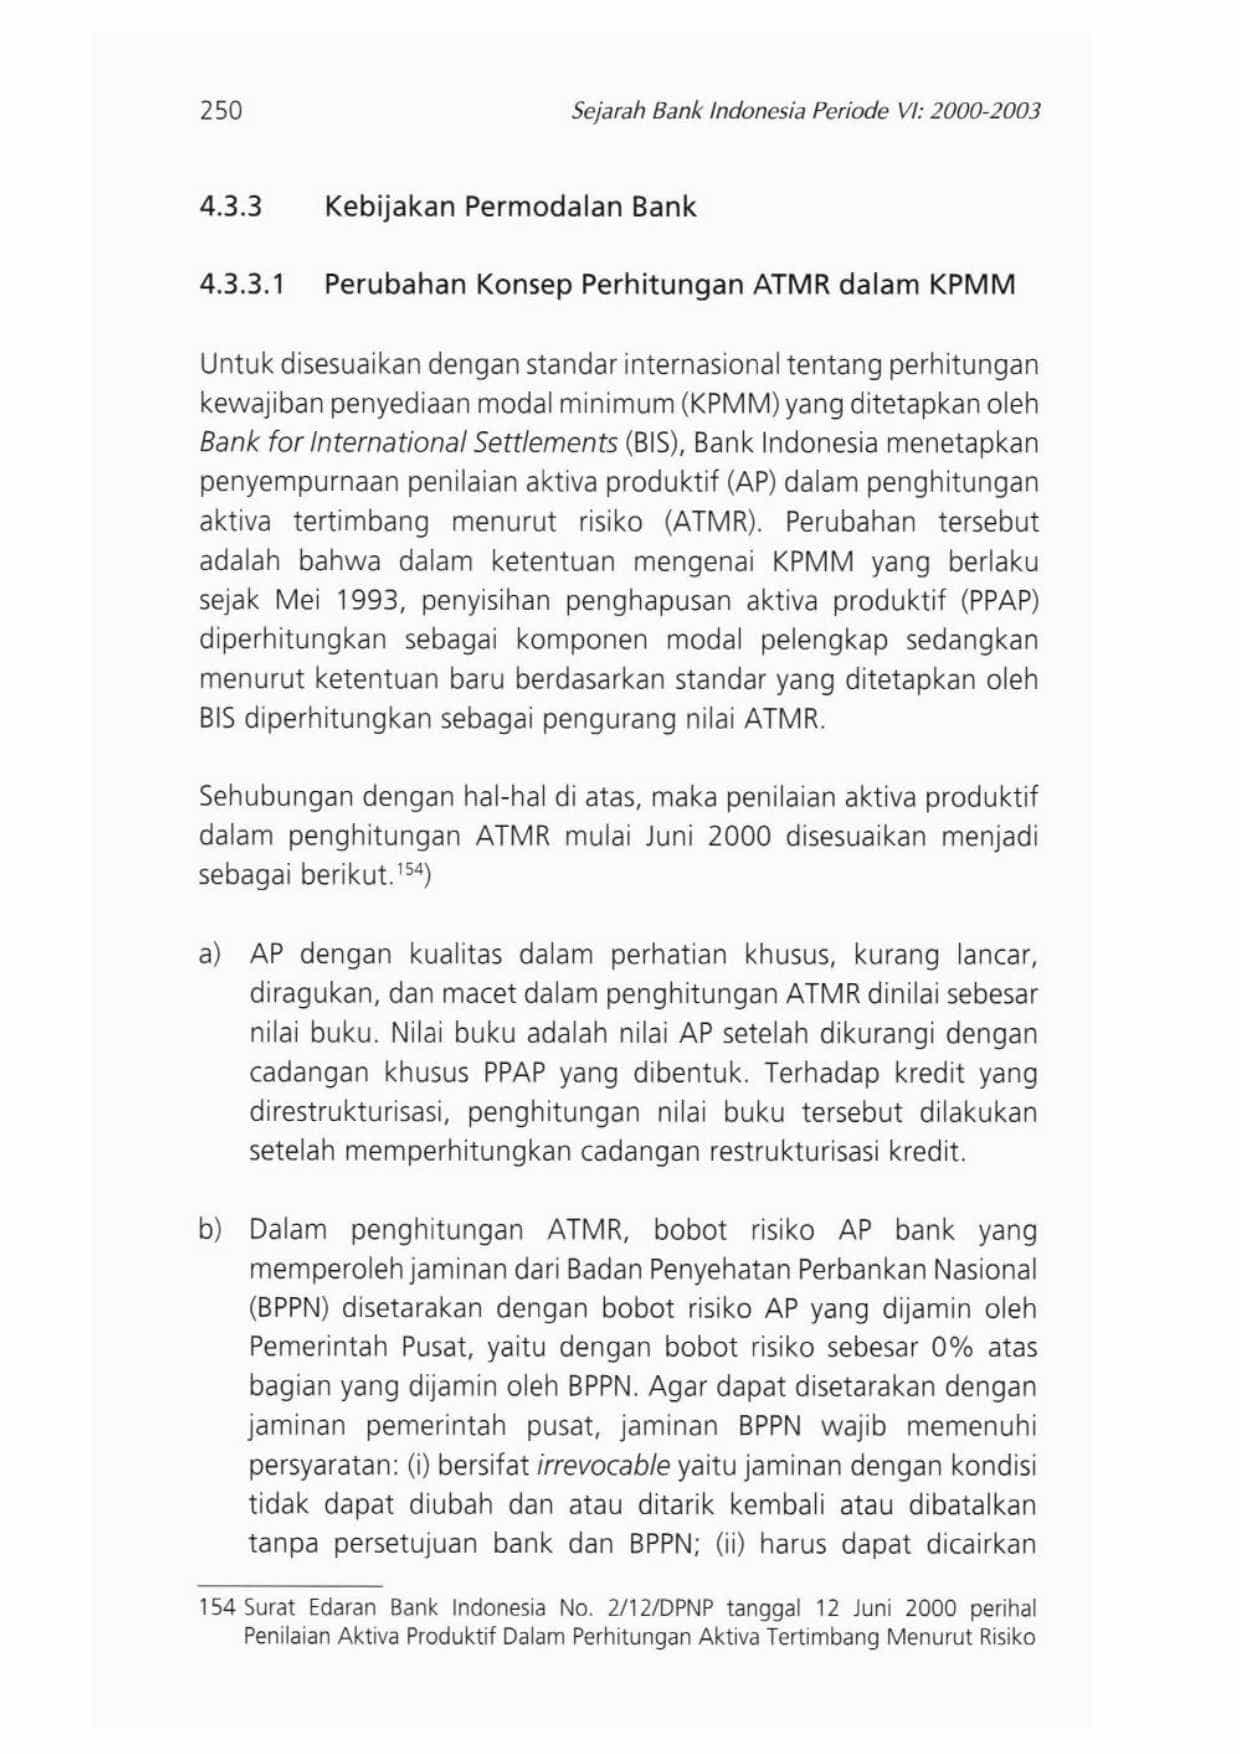 250
Sejarah Bank Indonesia Periode VI: 2000-2003
4.3.3 Kebijakan Permodalan Bank
4.3.3.1 Perubahan Konsep Perhitungan ATMR dalam KPMM
Untuk disesuaikan dengan standar internasional tentang perhitungan
kewajiban penyediaan modal minimum (KPMM) yang ditetapkan oleh
Bank for International Settlements (BIS), Bank Indonesia menetapkan
penyempurnaan penilaian aktiva produktif (AP) dalam penghitungan
aktiva tertimbang menurut risiko (ATMR). Perubahan tersebut
adalah bahwa dalam ketentuan mengenai KPMM yang berlaku
sejak Mei 1993, penyisihan penghapusan aktiva produktif (PPAP)
diperhitungkan sebagai komponen modal pelengkap sedangkan
menurut ketentuan baru berdasarkan standar yang ditetapkan oleh
BIS diperhitungkan sebagai pengurang nilai ATMR.
Sehubungan dengan hal-hal di atas, maka penilaian aktiva produktif
dalam penghitungan ATMR mulai Juni 2000 disesuaikan menjadi
sebagai berikut.154)
a) AP dengan kualitas dalam perhatian khusus, kurang lancar,
diragukan, dan macet dalam penghitungan ATMR dinilai sebesar
nilai buku. Nilai buku adalah nilai AP setelah dikurangi dengan
cadangan khusus PPAP yang dibentuk. Terhadap kredit yang
direstrukturisasi, penghitungan nilai buku tersebut dilakukan
setelah memperhitungkan cadangan restrukturisasi kredit.
b) Dalam penghitungan ATMR, bobot risiko AP bank yang
memperoleh jaminan dari Badan Penyehatan Perbankan Nasional
(BPPN) disetarakan dengan bobot risiko AP yang dijamin oleh
Pemerintah Pusat, yaitu dengan bobot risiko sebesar 0% atas
bagian yang dijamin oleh BPPN. Agar dapat disetarakan dengan
jaminan pemerintah pusat, jaminan BPPN wajib memenuhi
persyaratan: (i) bersifat irrevocable yaitu jaminan dengan kondisi
tidak dapat diubah dan atau ditarik kembali atau dibatalkan
tanpa persetujuan bank dan BPPN; (ii) harus dapat dicairkan
154 Surat Edaran Bank Indonesia No. 2/12/DPNP tanggal 12 Juni 2000 perihal
Penilaian Aktiva Produktif Dalam Perhitungan Aktiva Tertimbang Menurut Risiko